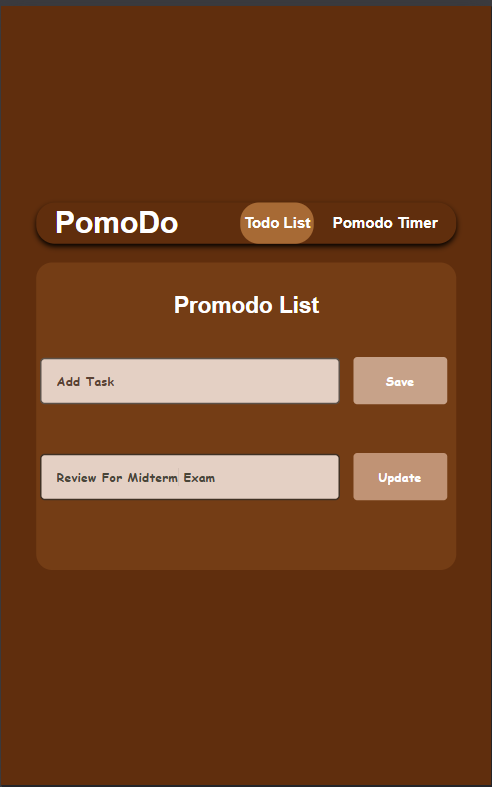 PomoDo Todo List Pomodo Timer
Promodo List
Add Task Save
Review For Midterm Exam Update